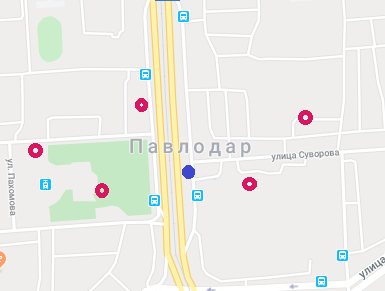 Павлодар
улица Суворова
ул. Пахомова
улица